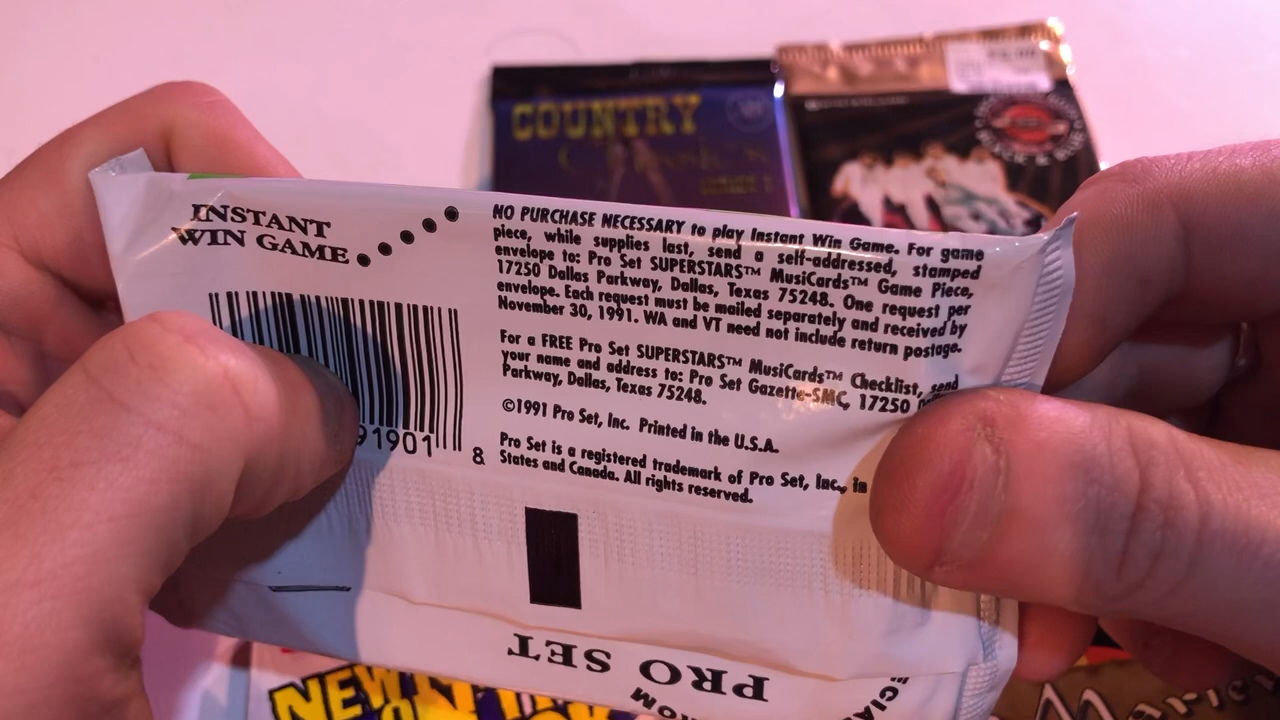 COUNTRY
INSTANT
WIN GAME
NO PURCHASE NECESSARY to play Instant Win Game. For game
piece, while supplies last, send a self-addressed, stamped
envelope to: Pro Set SUPERSTARS™ MusiCards™ Game Piece,
17250 Dallas Parkway, Dallas, Texas 75248. One request per
envelope. Each request must be mailed separately and received by
November 30, 1991. WA and VT need not include return postage.
For a FREE Pro Set SUPERSTARS™ MusiCards™ Checklist, send
your name and address to: Pro Set Gazette-SMC, 17250
Parkway, Dallas, Texas 75248.
©1991 Pro Set, Inc. Printed in the U.S.A.
Pro Set is a registered trademark of Pro Set, Inc., in
States and Canada. All rights reserved.
91901 8
PRO SET
NEW